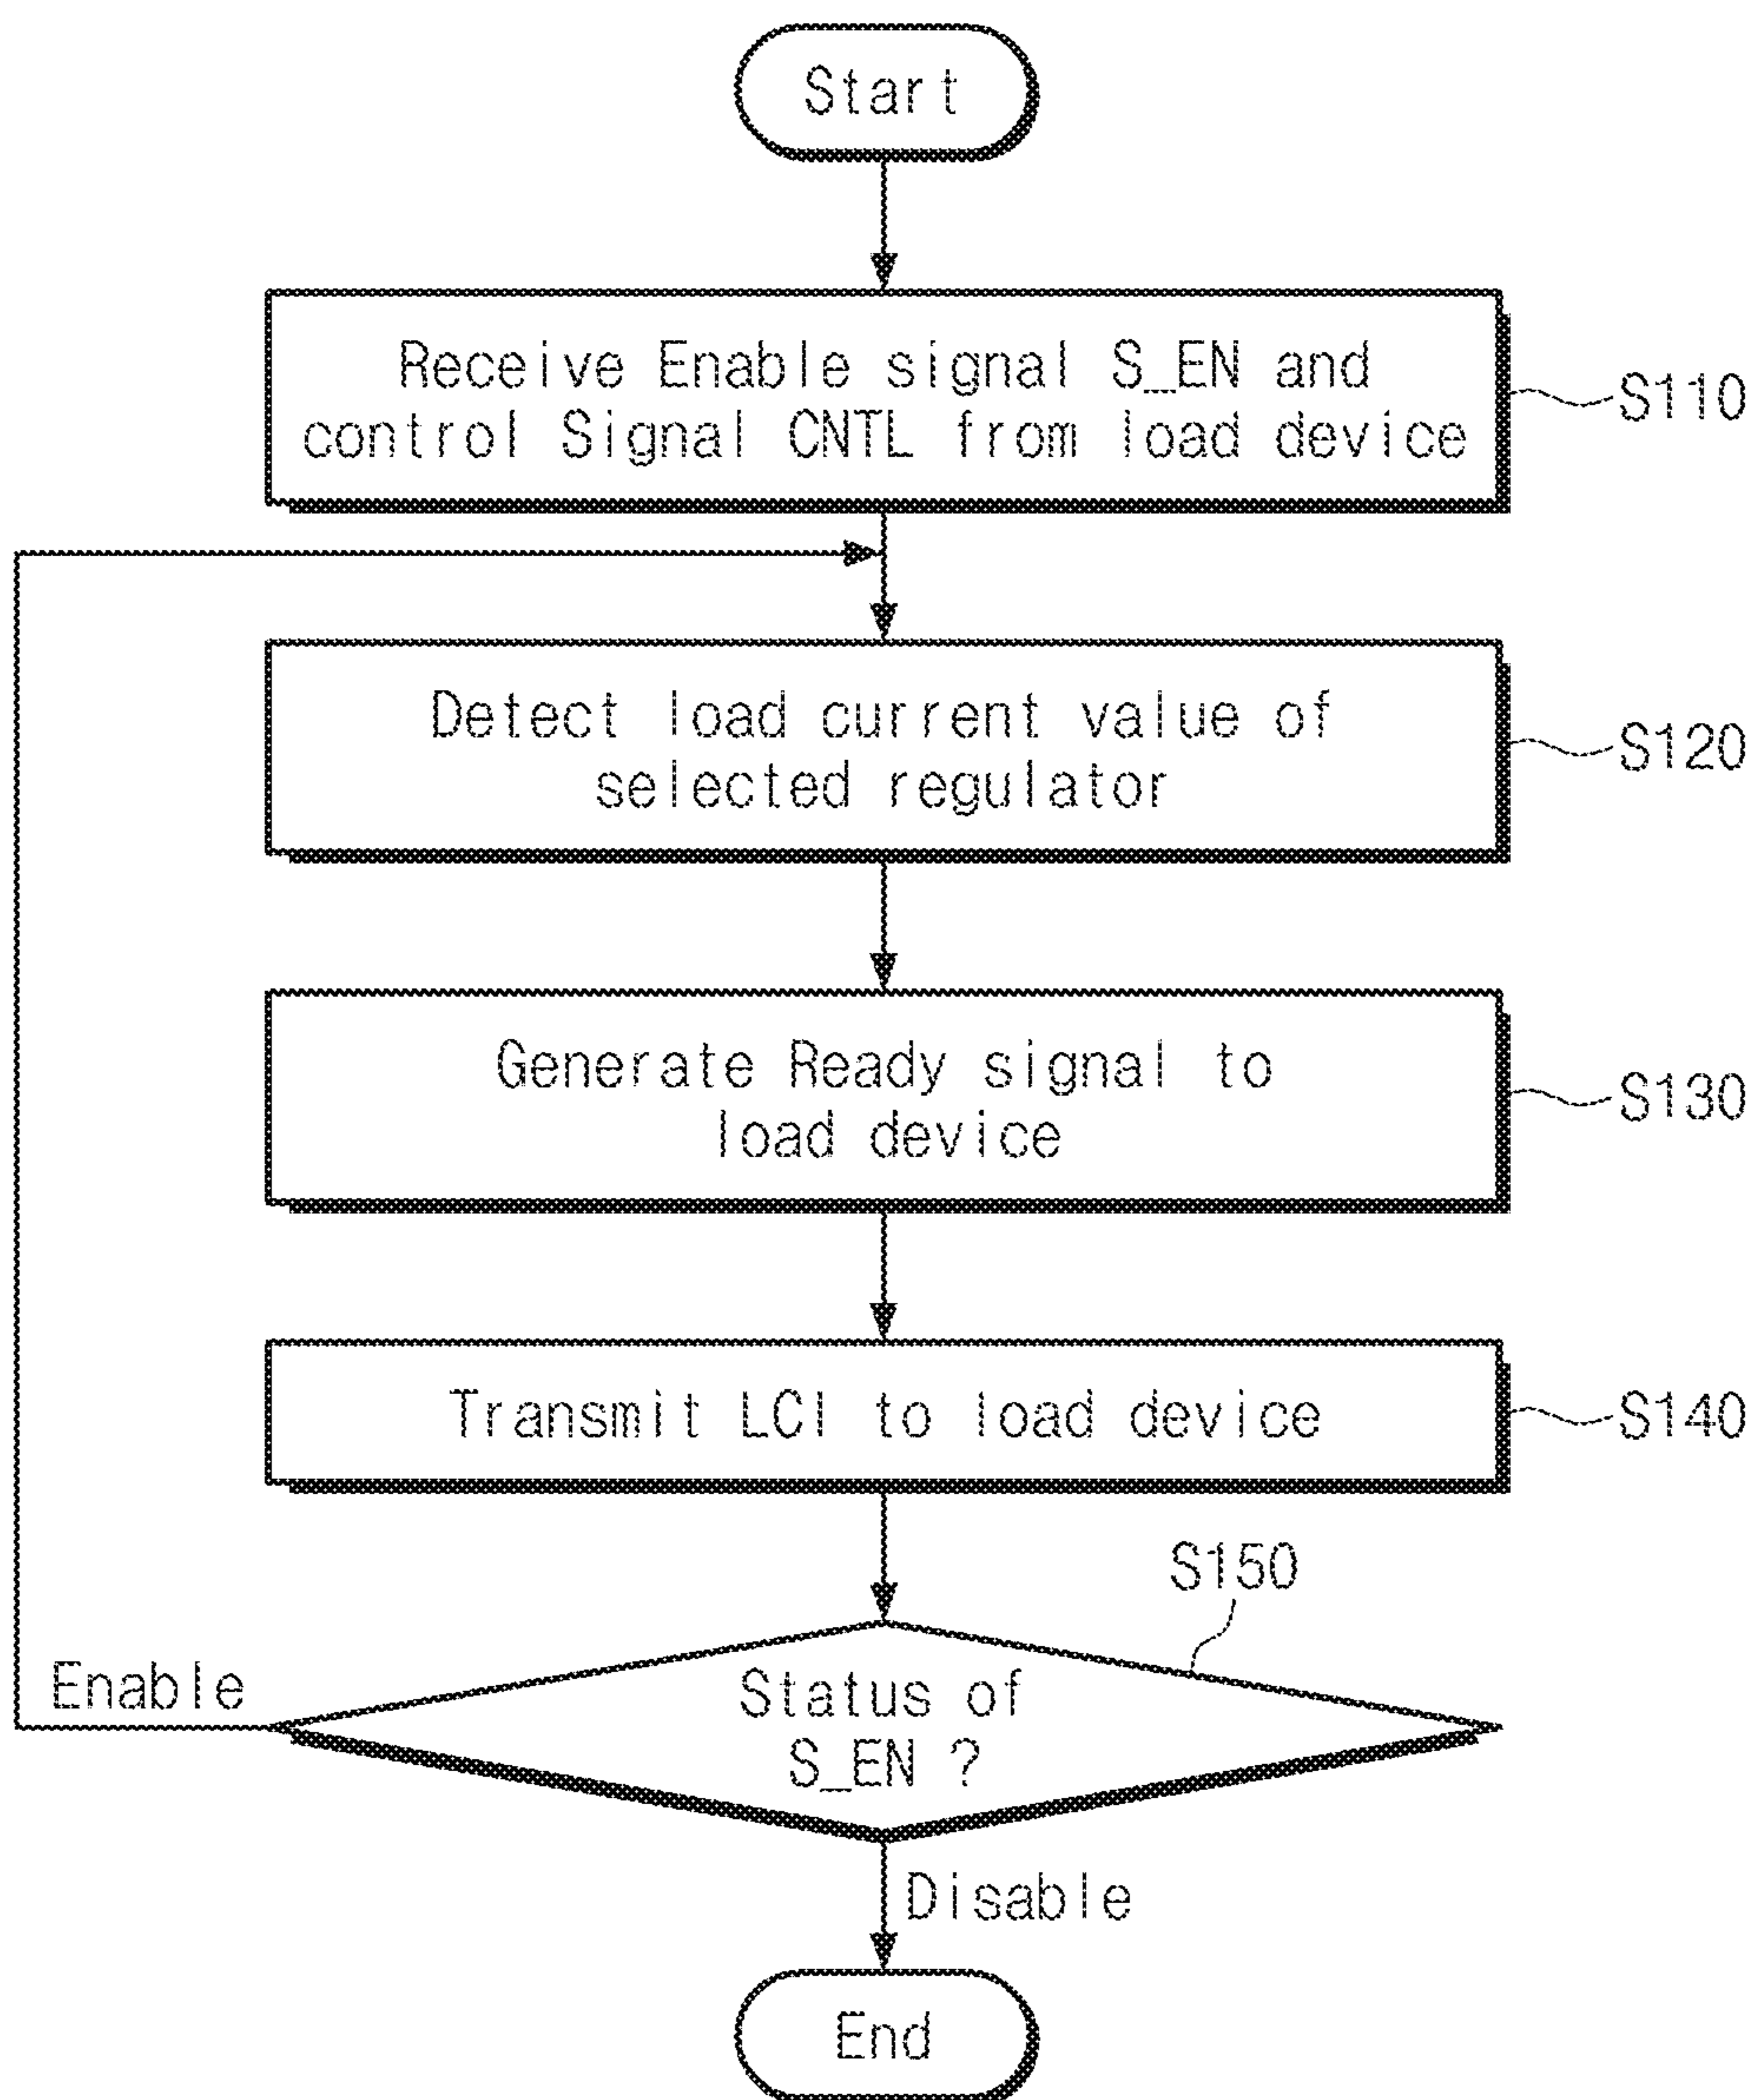 Start
Receive Enable signal S_EN and
control Signal CNTL from load device
S110
Detect load current value of
selected regulator
S120
Generate Ready signal to
load device
S130
Transmit LCI to load device
S140
S150
Status of
S_EN ?
Enable
Disable
End